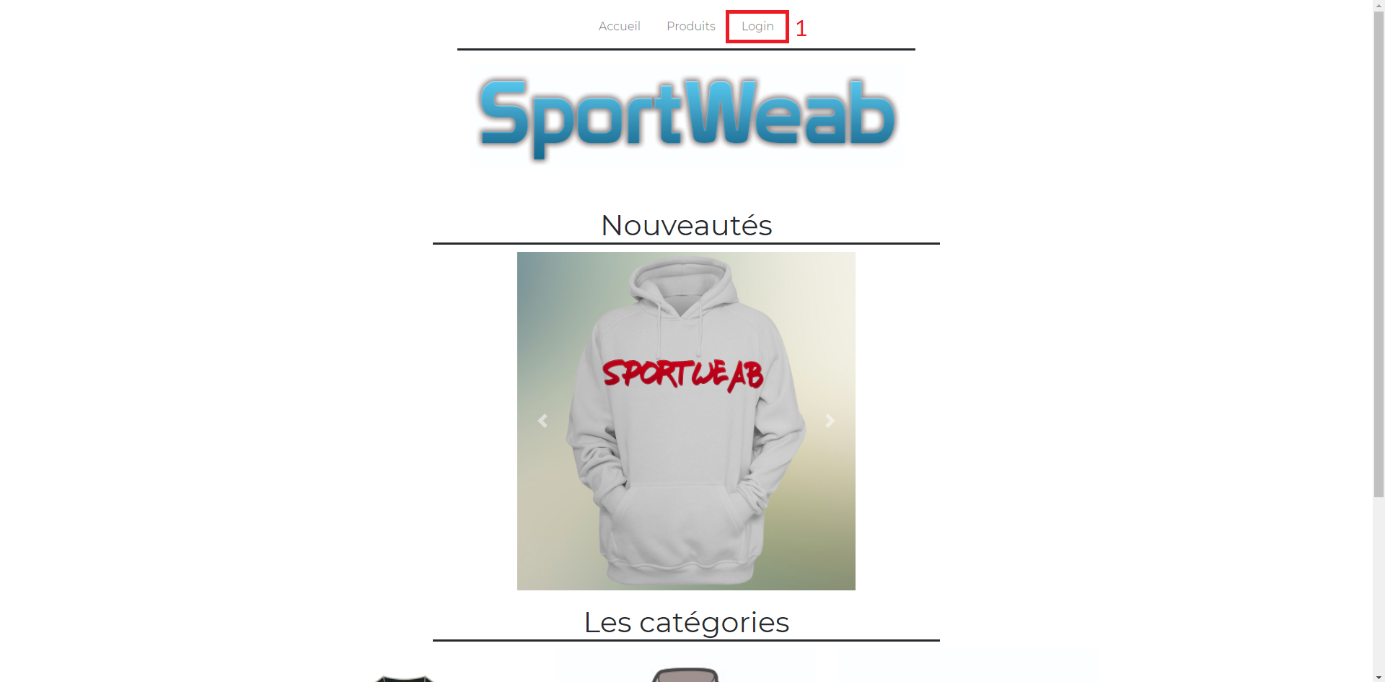 Accueil Produits Login 1
SportWeab
Nouveautés
SPORTWEAB
Les catégories